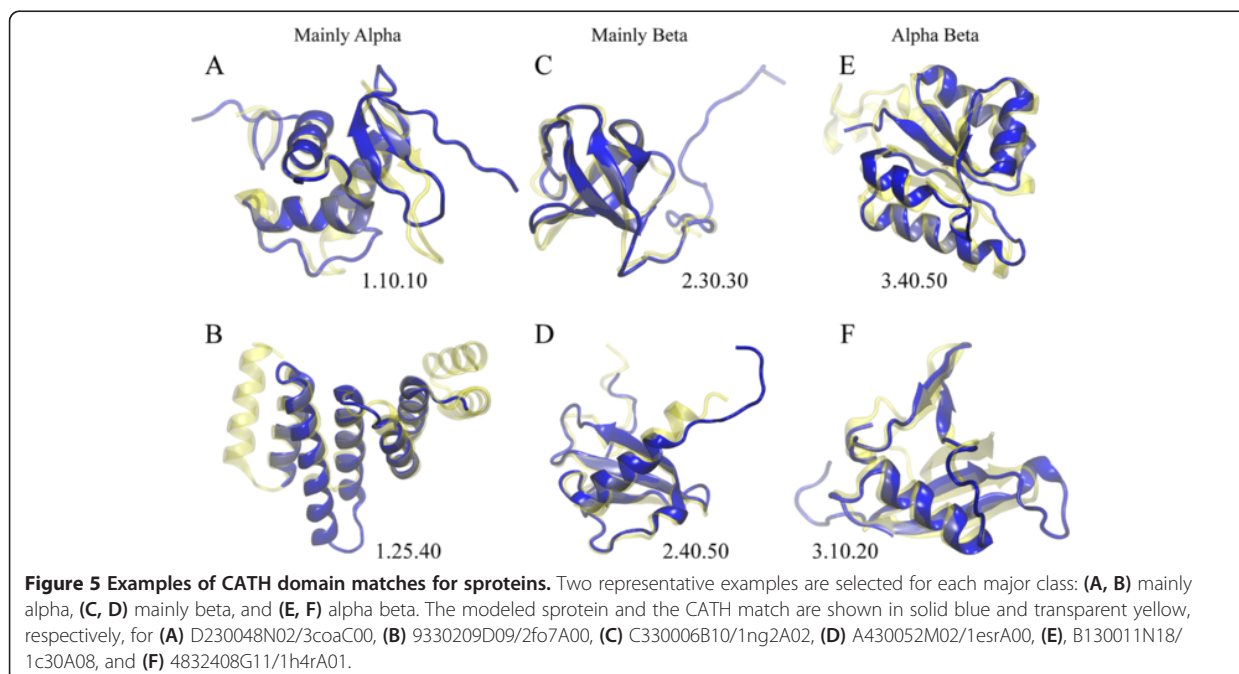 Mainly Alpha Mainly Beta Alpha Beta
A C E
1.10.10 2.30.30 3.40.50
B D F
1.25.40 2.40.50 3.10.20
Figure 5 Examples of CATH domain matches for sproteins. Two representative examples are selected for each major class: (A, B) mainly
alpha, (C, D) mainly beta, and (E, F) alpha beta. The modeled sprotein and the CATH match are shown in solid blue and transparent yellow,
respectively, for (A) D230048N02/3coaC00, (B) 9330209D09/2fo7A00, (C) C330006B10/1ng2A02, (D) A430052M02/1esrA00, (E), B130011N18/
1c30A08, and (F) 4832408G11/1h4rA01.